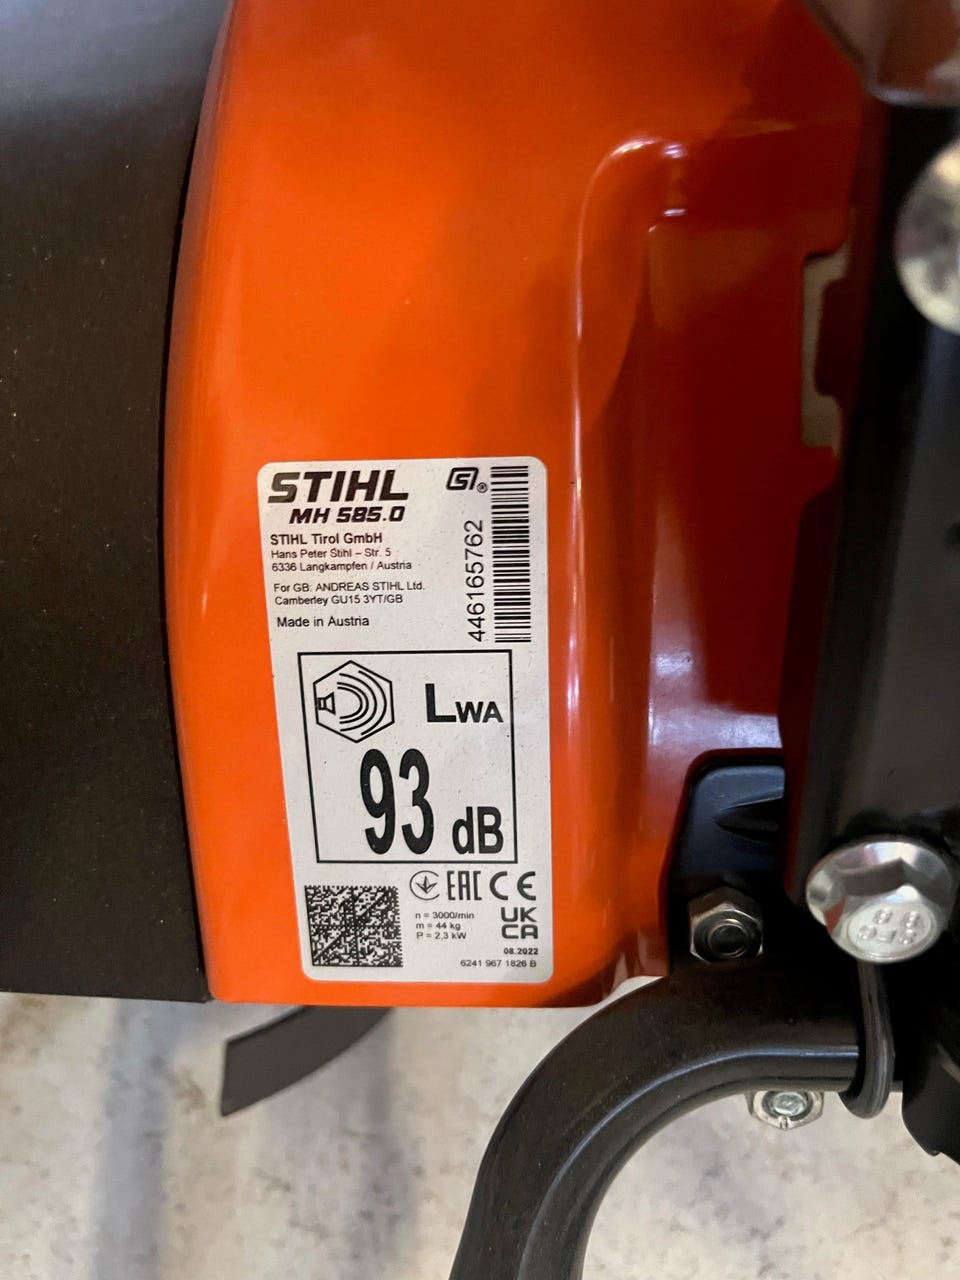 STIHL
MH 585.0
STIHL Tirol GmbH
Hans Peter Stihl – Str. 5
6336 Langkampfen / Austria
For GB: ANDREAS STIHL Ltd.
Camberley GU15 3YT/GB
Made in Austria
446165762
LWA
93 dB
EAC CE
UK
CA
n = 3000/min
m = 44 kg
P = 2,3 kW
08.2022
6241 967 1826 B
8.8